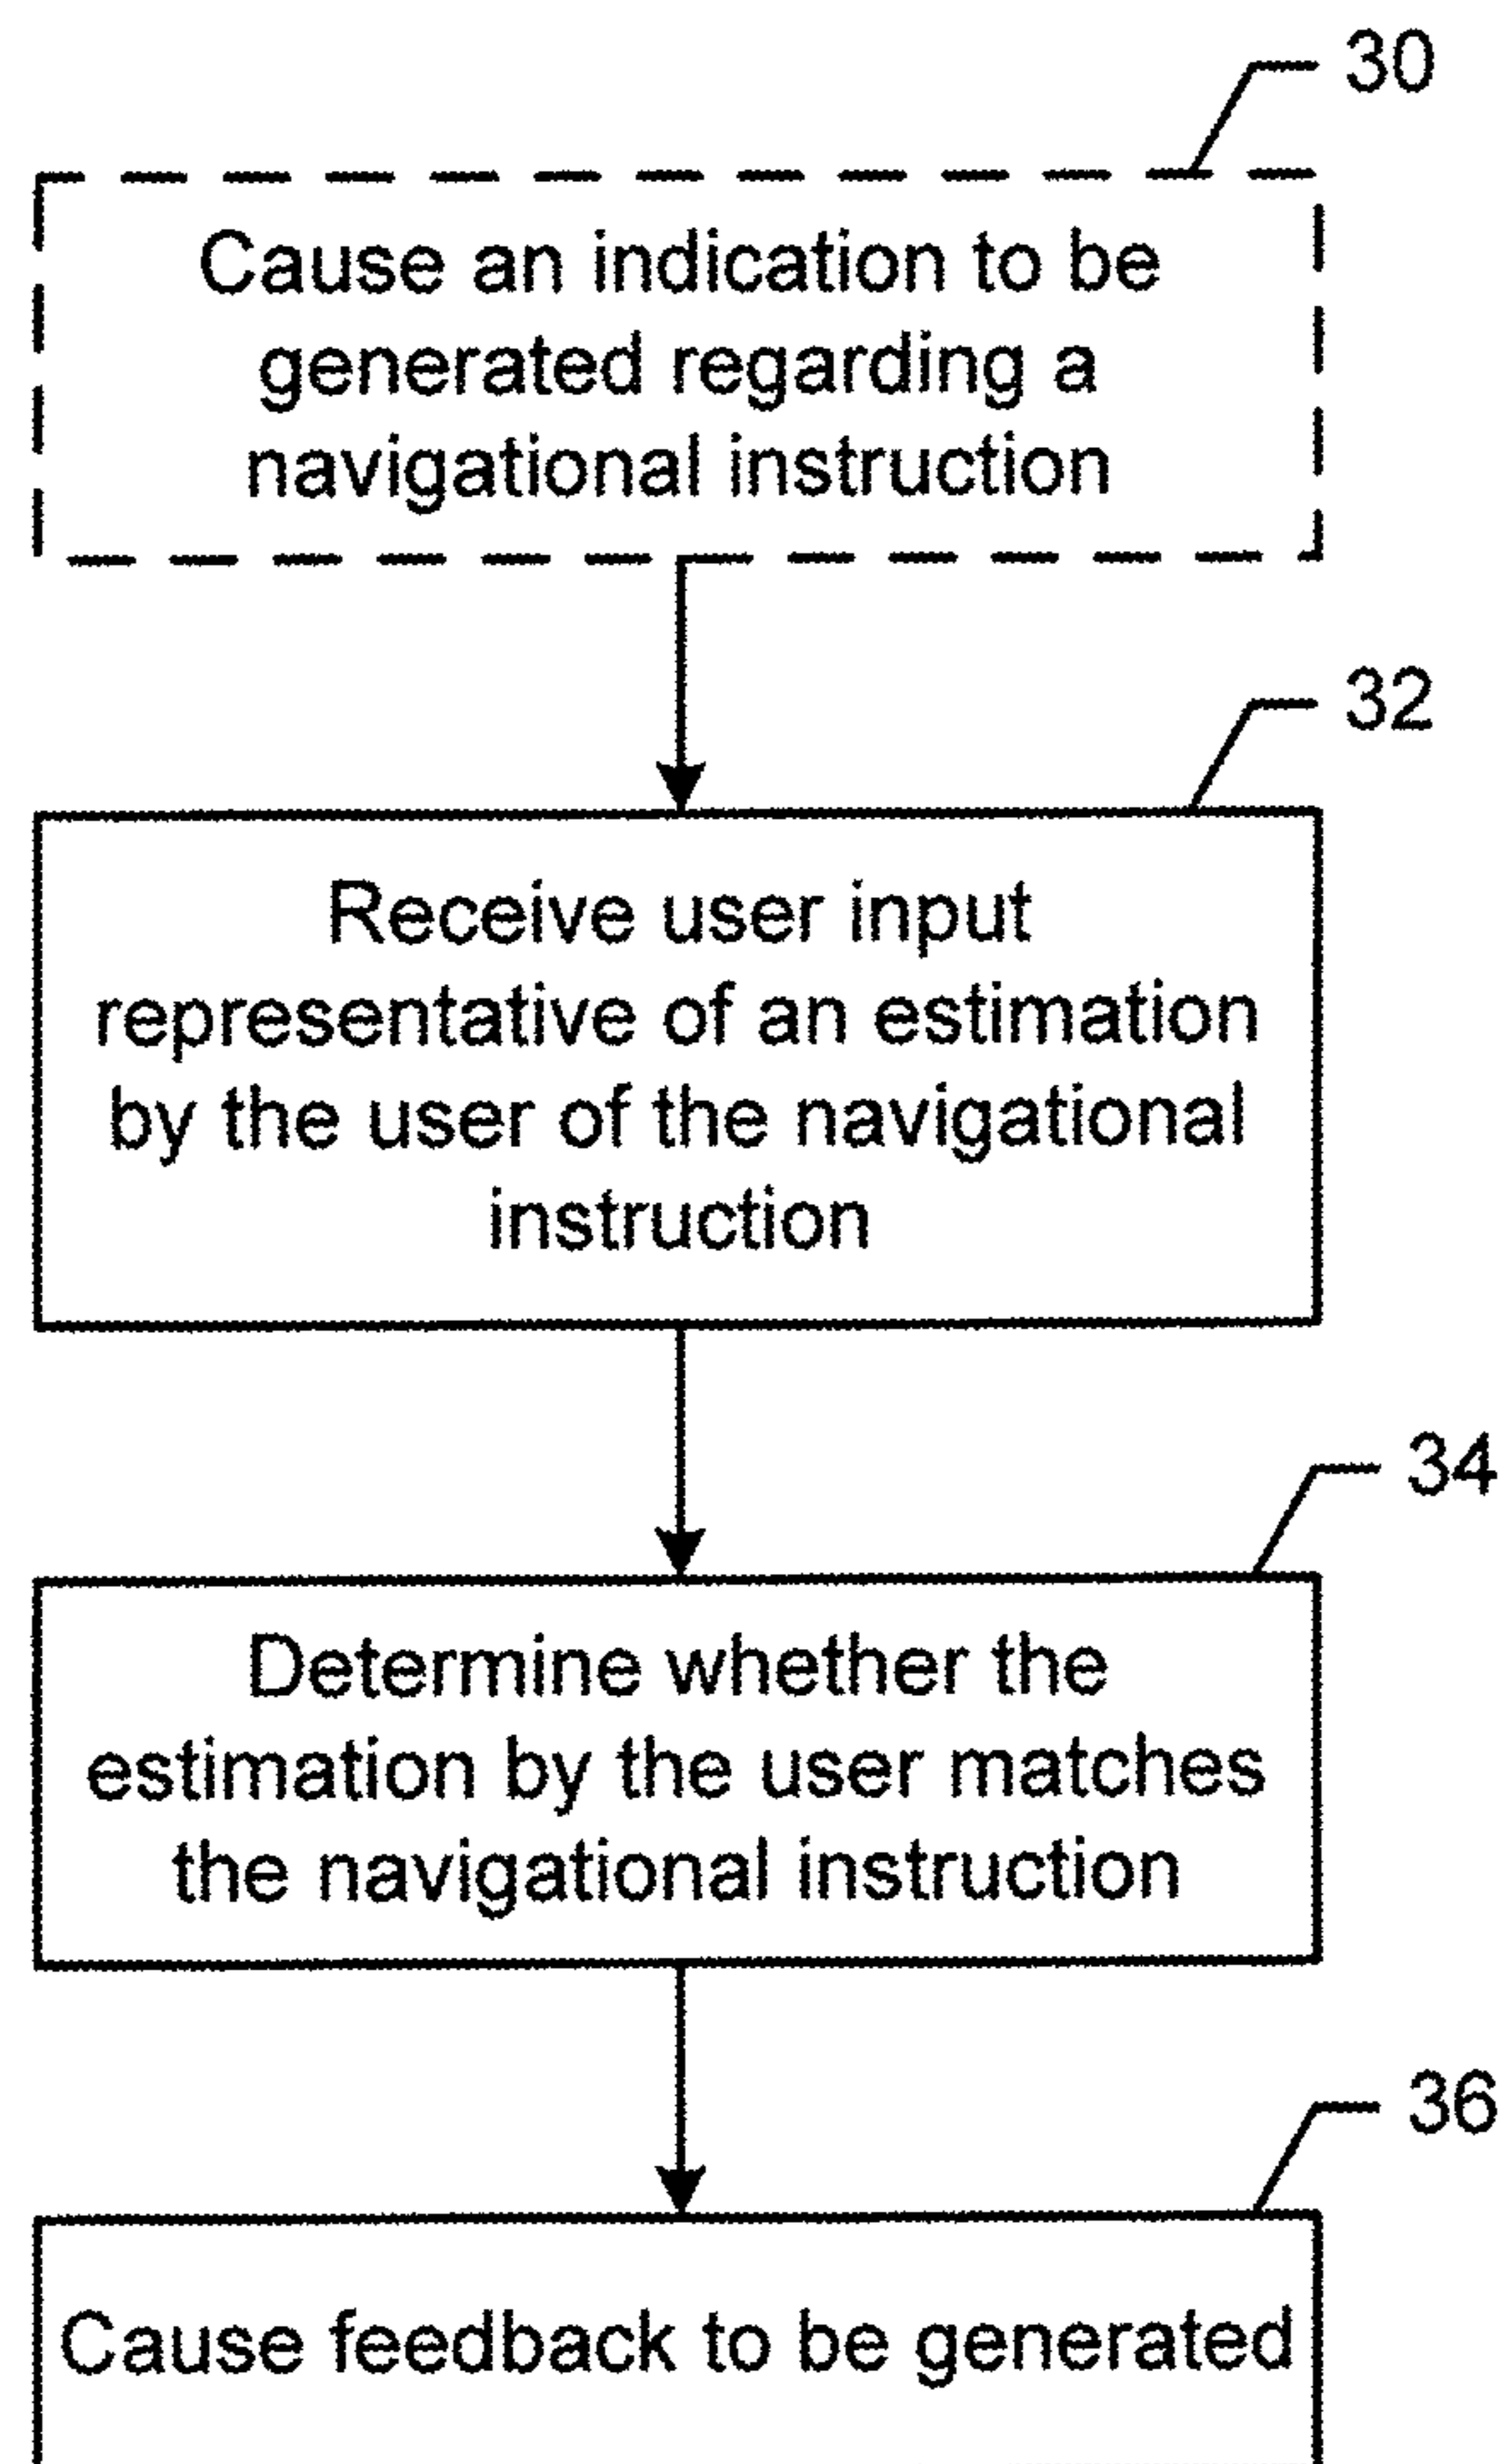 30
Cause an indication to be
generated regarding a
navigational instruction
32
Receive user input
representative of an estimation
by the user of the navigational
instruction
34
Determine whether the
estimation by the user matches
the navigational instruction
36
Cause feedback to be generated